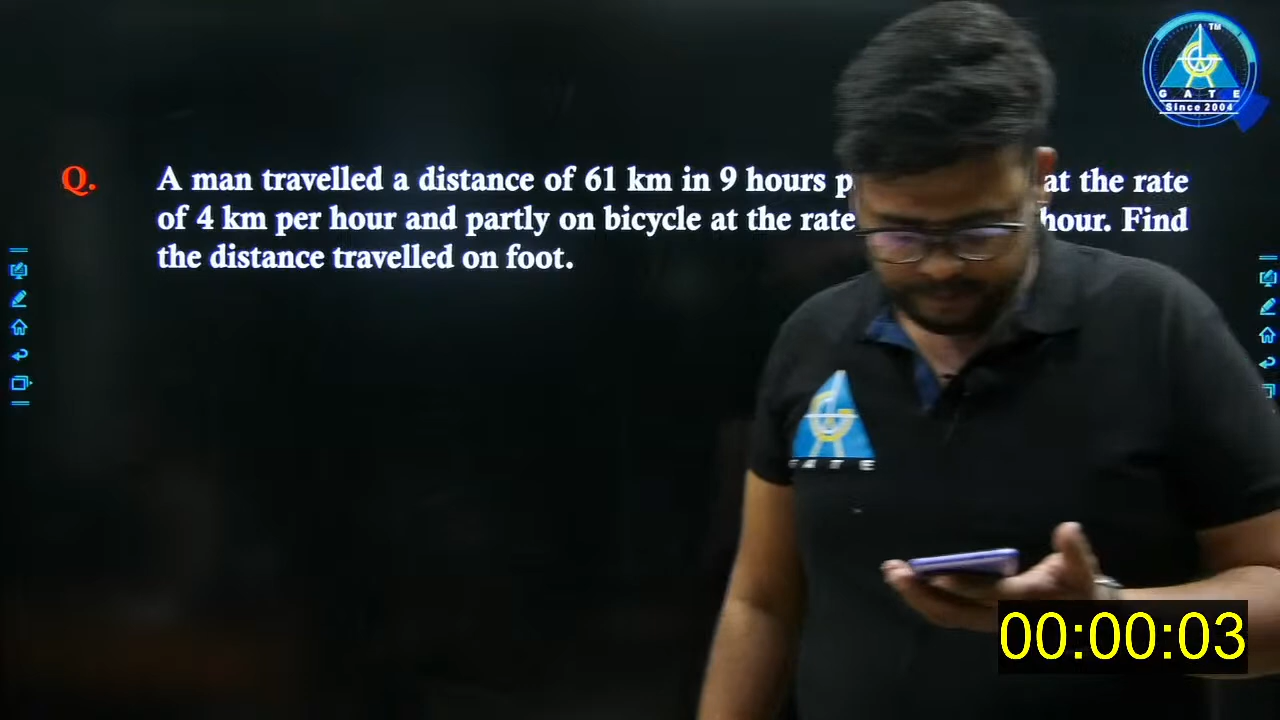 TM
G A T E
Since 2004
Q. A man travelled a distance of 61 km in 9 hours at the rate
of 4 km per hour and partly on bicycle at the rate hour. Find
the distance travelled on foot.
G
A T E
00:00:03